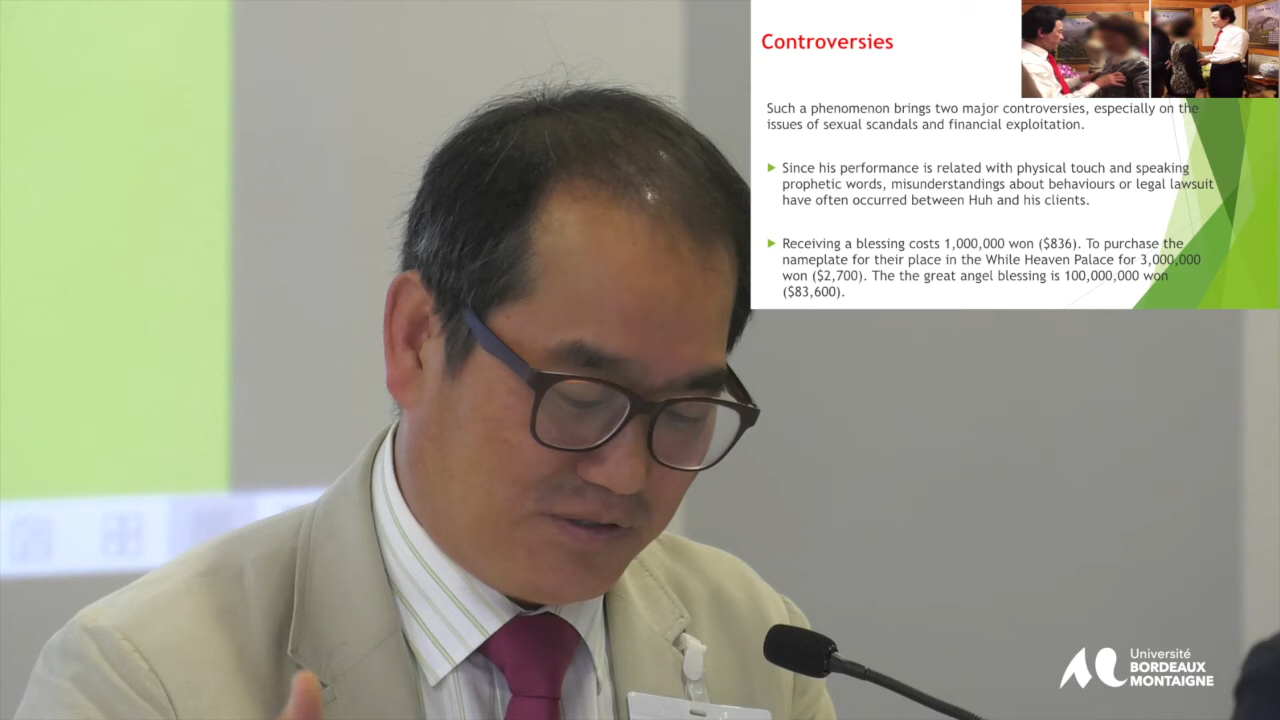 Controversies
Such a phenomenon brings two major controversies, especially on the
issues of sexual scandals and financial exploitation.
Since his performance is related with physical touch and speaking
prophetic words, misunderstandings about behaviours or legal lawsuit
have often occurred between Huh and his clients.
Receiving a blessing costs 1,000,000 won ($836). To purchase the
nameplate for their place in the While Heaven Palace for 3,000,000
won ($2,700). The the great angel blessing is 100,000,000 won
($83,600).
Université
BORDEAUX
MONTAIGNE